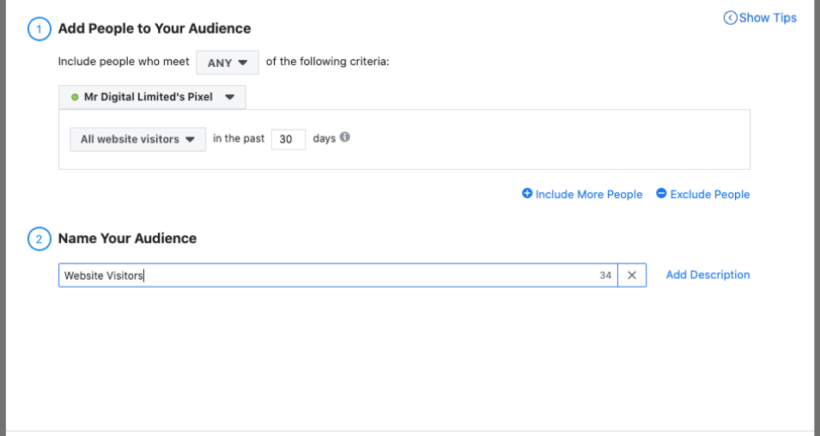 Show Tips
1 Add People to Your Audience
Include people who meet ANY of the following criteria:
Mr Digital Limited's Pixel
All website visitors in the past 30 days
Include More People Exclude People
2 Name Your Audience
Website Visitors 34 Add Description